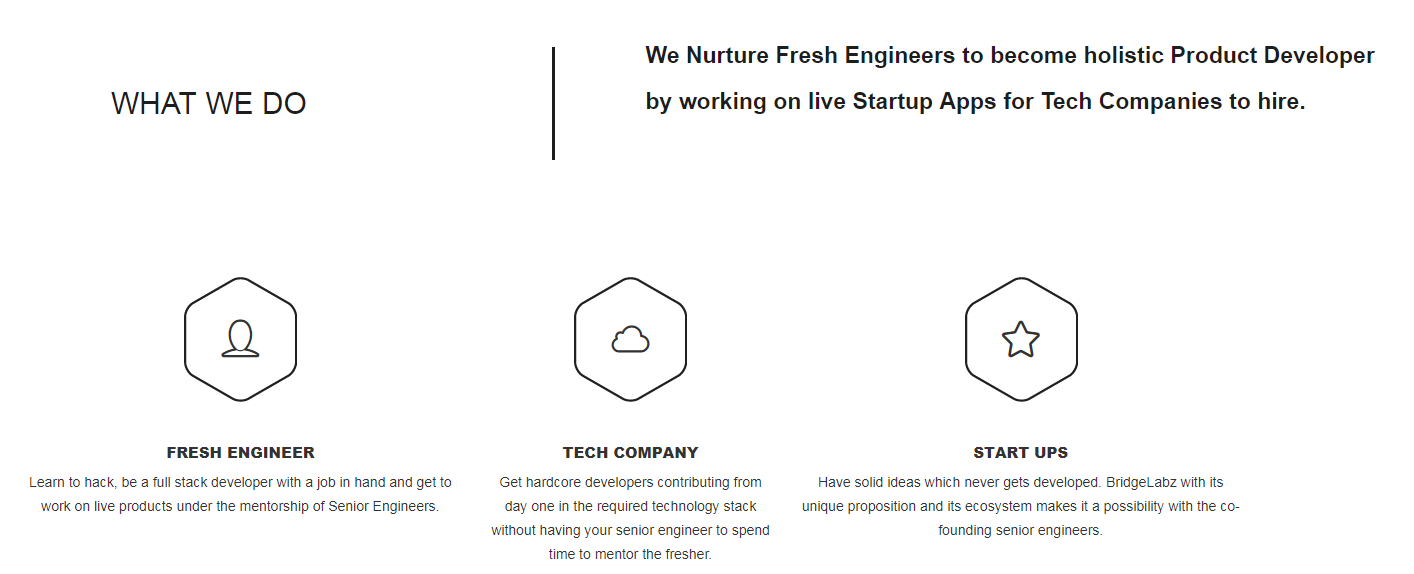 WHAT WE DO
We Nurture Fresh Engineers to become holistic Product Developer
by working on live Startup Apps for Tech Companies to hire.
FRESH ENGINEER
Learn to hack, be a full stack developer with a job in hand and get to
work on live products under the mentorship of Senior Engineers.
TECH COMPANY
Get hardcore developers contributing from
day one in the required technology stack
without having your senior engineer to spend
time to mentor the fresher.
START UPS
Have solid ideas which never gets developed. BridgeLabz with its
unique proposition and its ecosystem makes it a possibility with the co-
founding senior engineers.